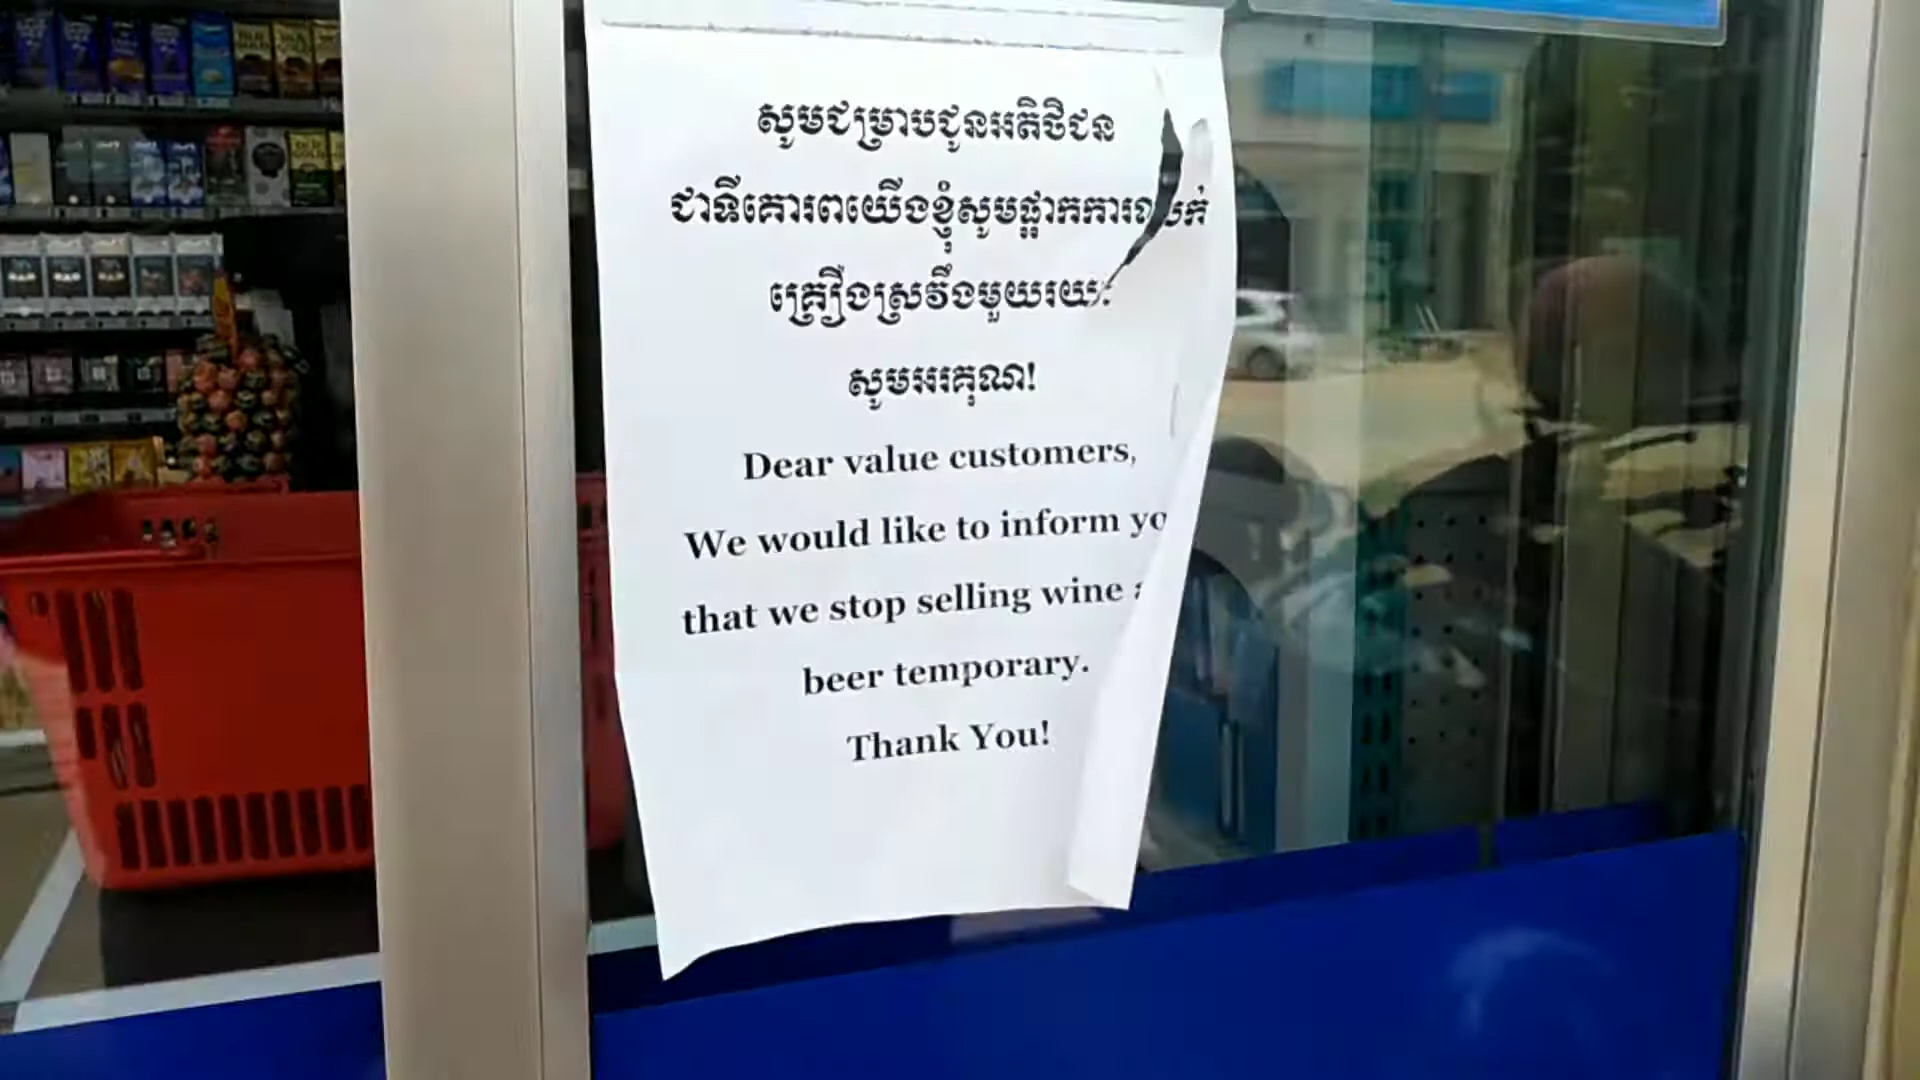 សូមជម្រាបជូនអតិថិជន
ជាទីគោរពយើងខ្ញុំសូមផ្អាកការលក់
គ្រឿងស្រវឹងមួយរយៈ
សូមអរគុណ!
Dear value customers,
We would like to inform yo
that we stop selling wine
beer temporary.
Thank You!